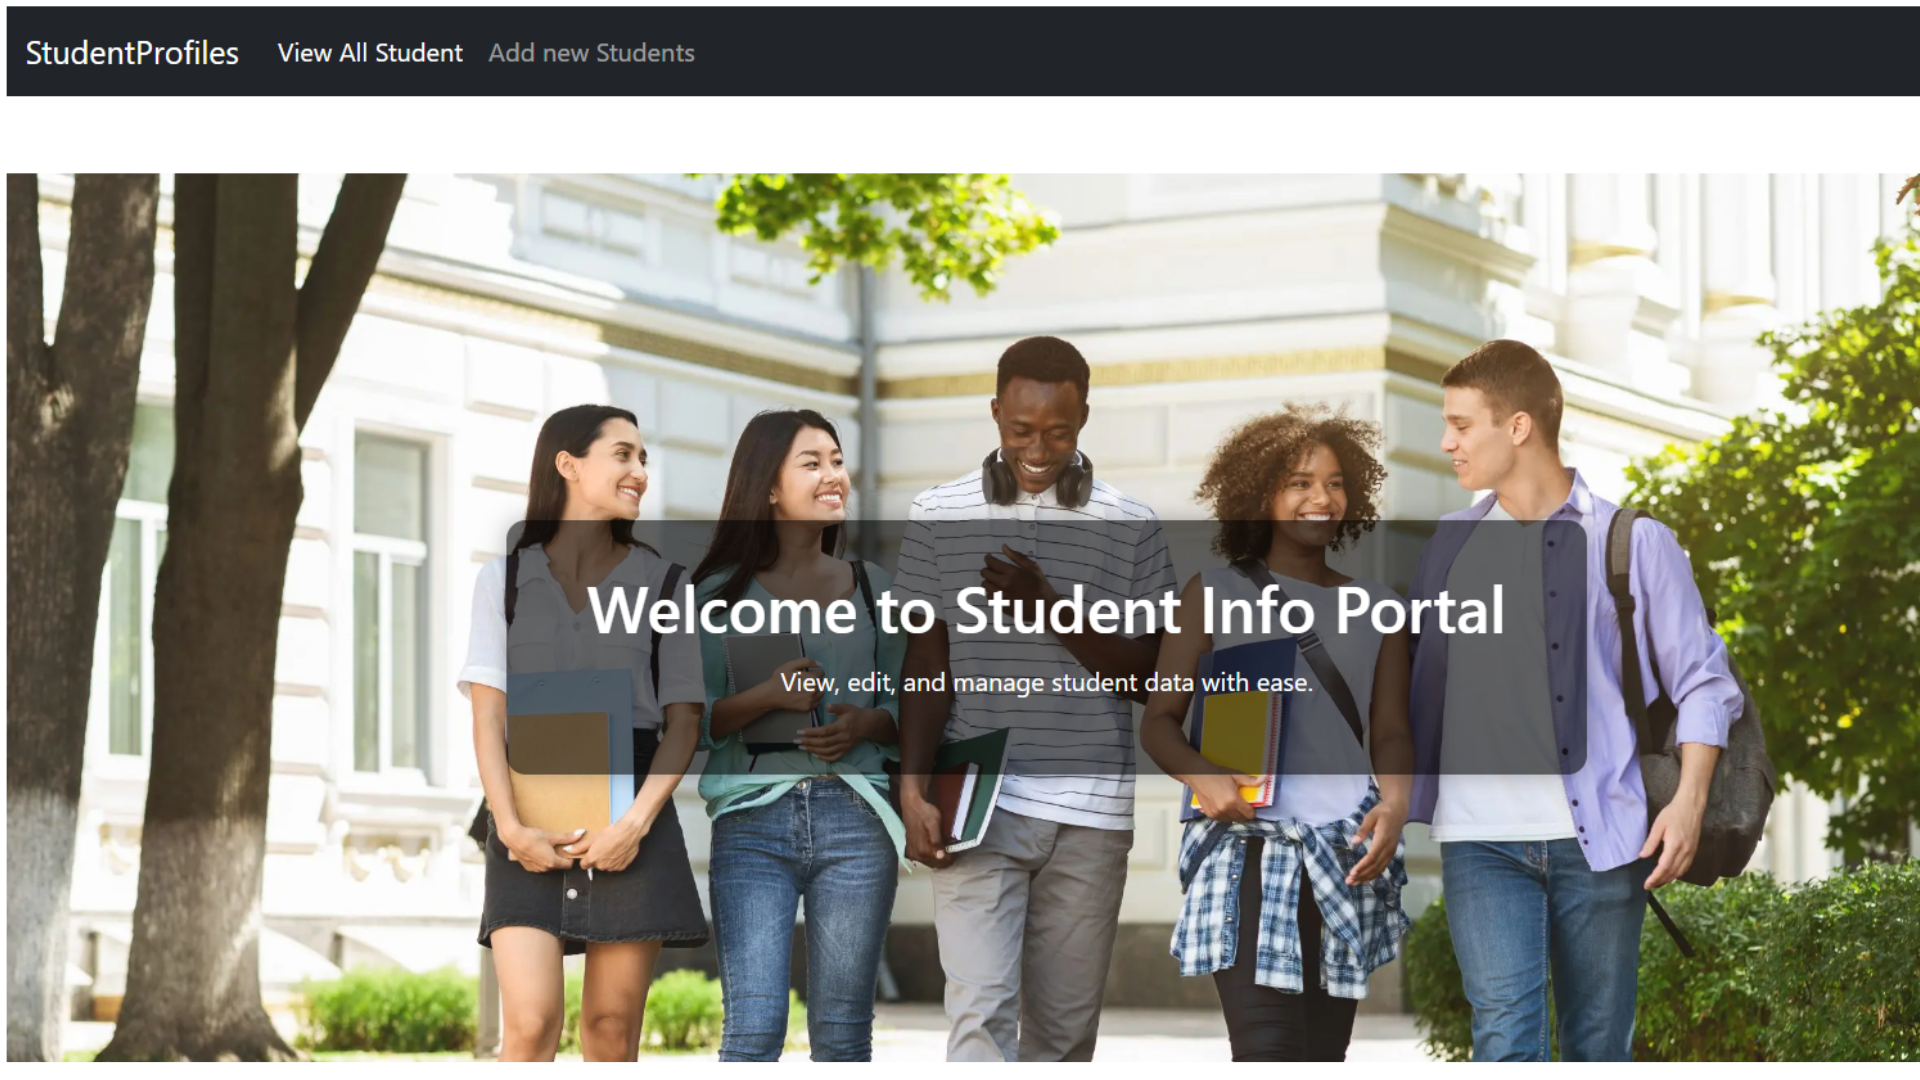 StudentProfiles View All Student Add new Students
Welcome to Student Info Portal
View, edit, and manage student data with ease.